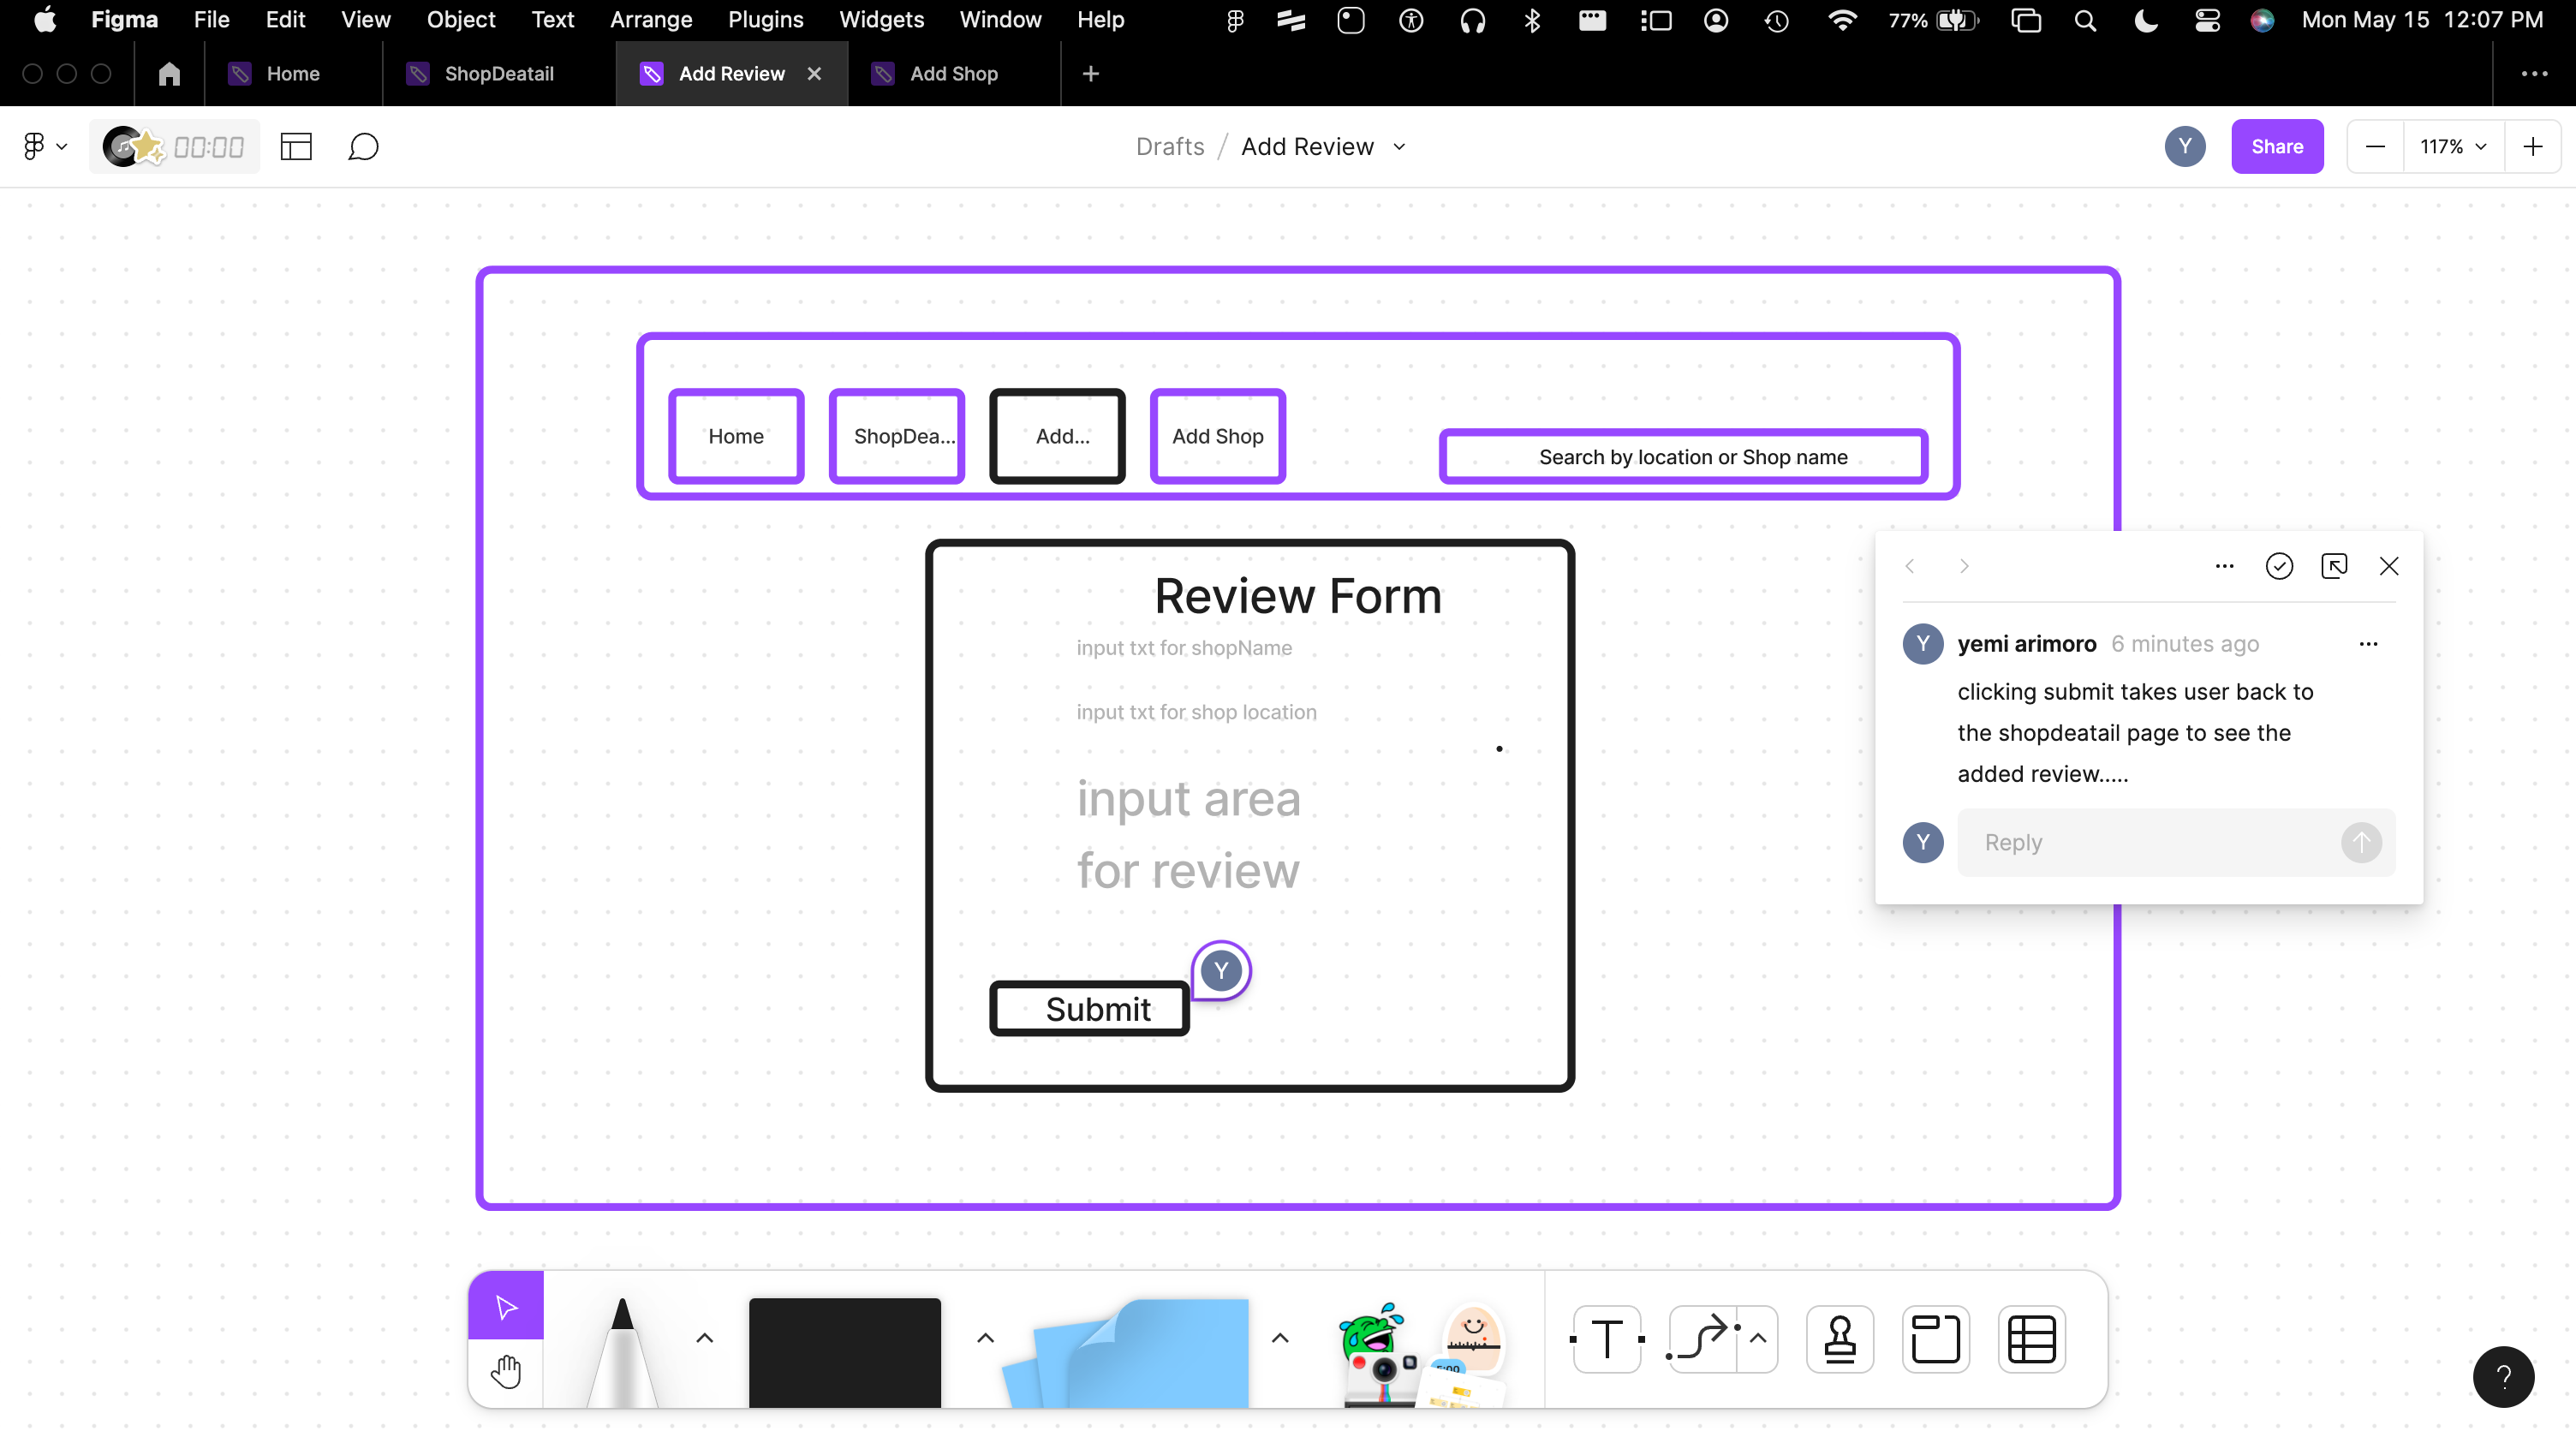 Figma File Edit View Object Text Arrange Plugins Widgets Window Help 77% Mon May 15 12:07 PM
Home ShopDeatail Add Review Add Shop
00:00 Drafts / Add Review Y Share 117%
Home ShopDea... Add... Add Shop
Search by location or Shop name
Review Form
input txt for shopName
input txt for shop location
input area
for review
Y
Submit
Y yemi arimoro 6 minutes ago
clicking submit takes user back to
the shopdeatail page to see the
added review.....
Y Reply
T
5:00
?